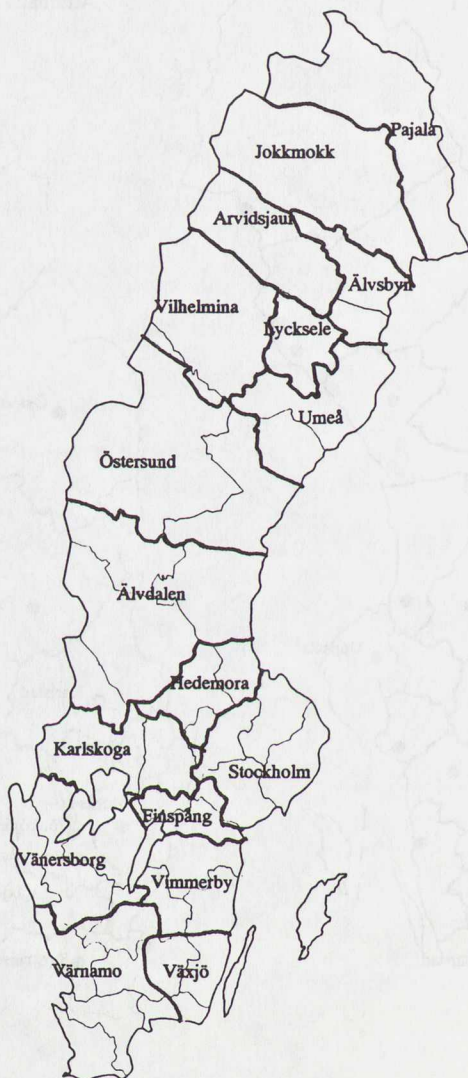 Pajala
Jokkmokk
Arvidsjaur
Älvsbyn
Vilhelmina
Lycksele
Umeå
Östersund
Älvdalen
Hedemora
Karlskoga
Stockholm
Finspång
Vänersborg
Vimmerby
Värnamo
Växjö